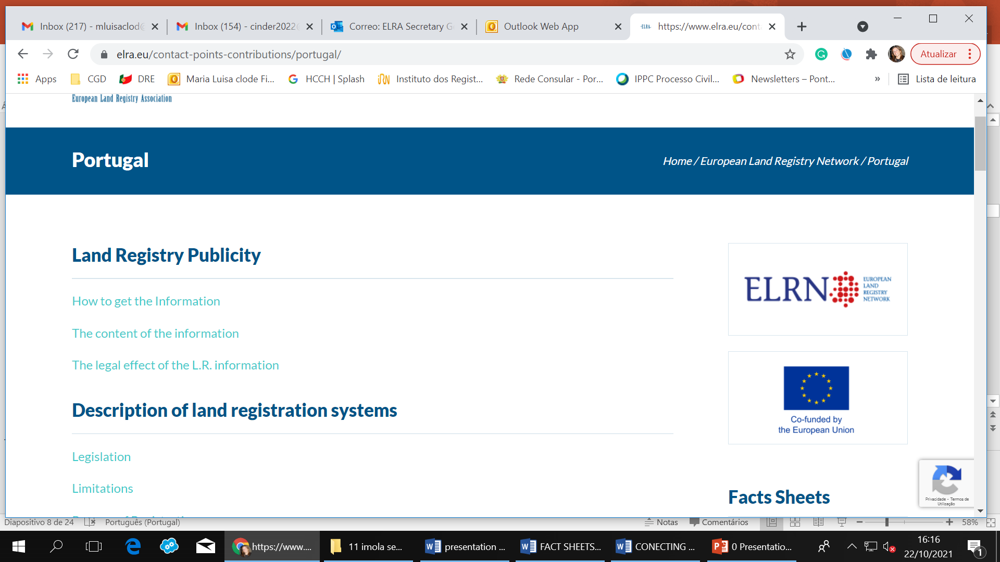 Inbox (217) - mluisaclod@
Inbox (154) - cinder2022@
Correo: ELRA Secretary Ge
Outlook Web App
https://www.elra.eu/cont
elra.eu/contact-points-contributions/portugal/
Atualizar
Apps
CGD
DRE
Maria Luisa clode Fi...
HCCH | Splash
Instituto dos Regist...
Rede Consular - Por...
IPPC Processo Civil...
Newsletters – Pont...
»
Lista de leitura
European Land Registry Association
Portugal
Home / European Land Registry Network / Portugal
Land Registry Publicity
How to get the Information
The content of the information
The legal effect of the L.R. information
Description of land registration systems
Legislation
Limitations
ELRN
EUROPEAN
LAND
REGISTRY
NETWORK
Co-funded by
the European Union
Facts Sheets
Privacidade - Termos de
Utilização
Diapositivo 8 de 24
Português (Portugal)
Notas
Comentários
58%
https://www....
11 imola se...
presentation ...
FACT SHEETS...
CONECTING ...
0 Presentatio...
16:16
22/10/2021
1